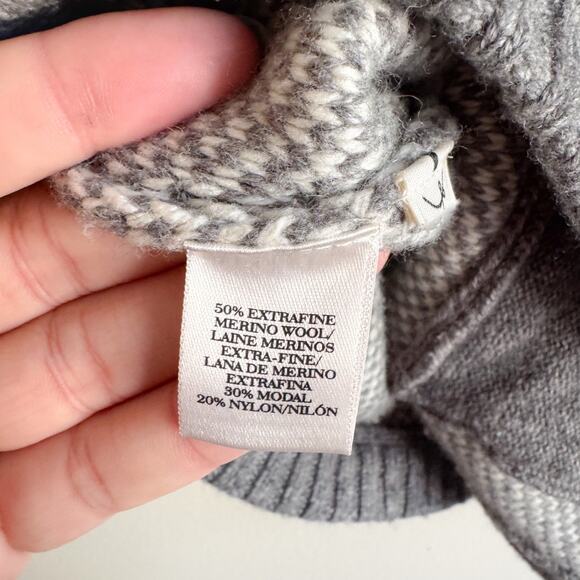 50% EXTRAFINE
MERINO WOOL/
LAINE MERINOS
EXTRA-FINE/
LANA DE MERINO
EXTRAFINA
30% MODAL
20% NYLON/NILÓN